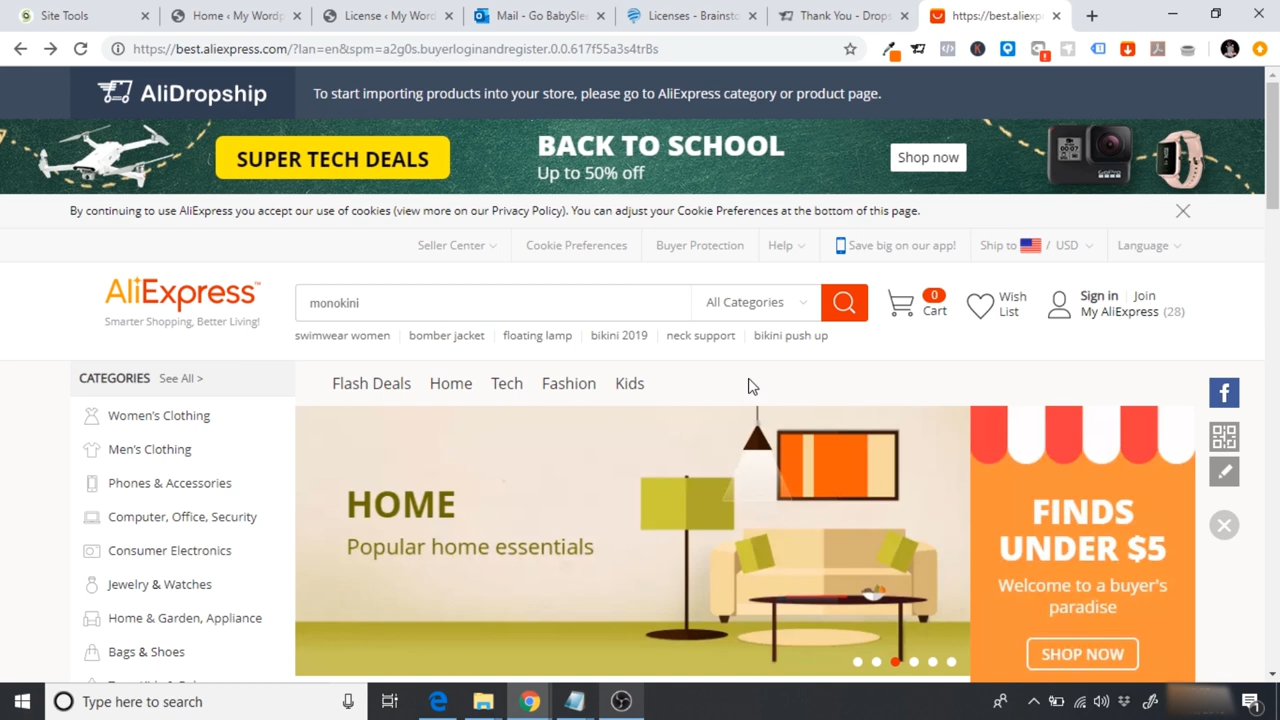 Site Tools
Home ‹ My Wordp
License ‹ My Word
Mail - Go BabySlee
Licenses - Brainsto
Thank You - Drops
https://best.aliexp
https://best.aliexpress.com/?lan=en&spm=a2g0s.buyerloginandregister.0.0.617f55a3s4trBs
AliDropship
To start importing products into your store, please go to AliExpress category or product page.
SUPER TECH DEALS
BACK TO SCHOOL
Up to 50% off
Shop now
By continuing to use AliExpress you accept our use of cookies (view more on our Privacy Policy). You can adjust your Cookie Preferences at the bottom of this page.
Seller Center
Cookie Preferences
Buyer Protection
Help
Save big on our app!
Ship to / USD
Language
AliExpress™
Smarter Shopping, Better Living!
monokini
All Categories
0
Cart
Wish
List
Sign in Join
My AliExpress (28)
swimwear women
bomber jacket
floating lamp
bikini 2019
neck support
bikini push up
CATEGORIES See All >
Flash Deals
Home
Tech
Fashion
Kids
Women's Clothing
Men's Clothing
Phones & Accessories
Computer, Office, Security
Consumer Electronics
Jewelry & Watches
Home & Garden, Appliance
Bags & Shoes
HOME
Popular home essentials
FINDS
UNDER $5
Welcome to a buyer's
paradise
SHOP NOW
Type here to search